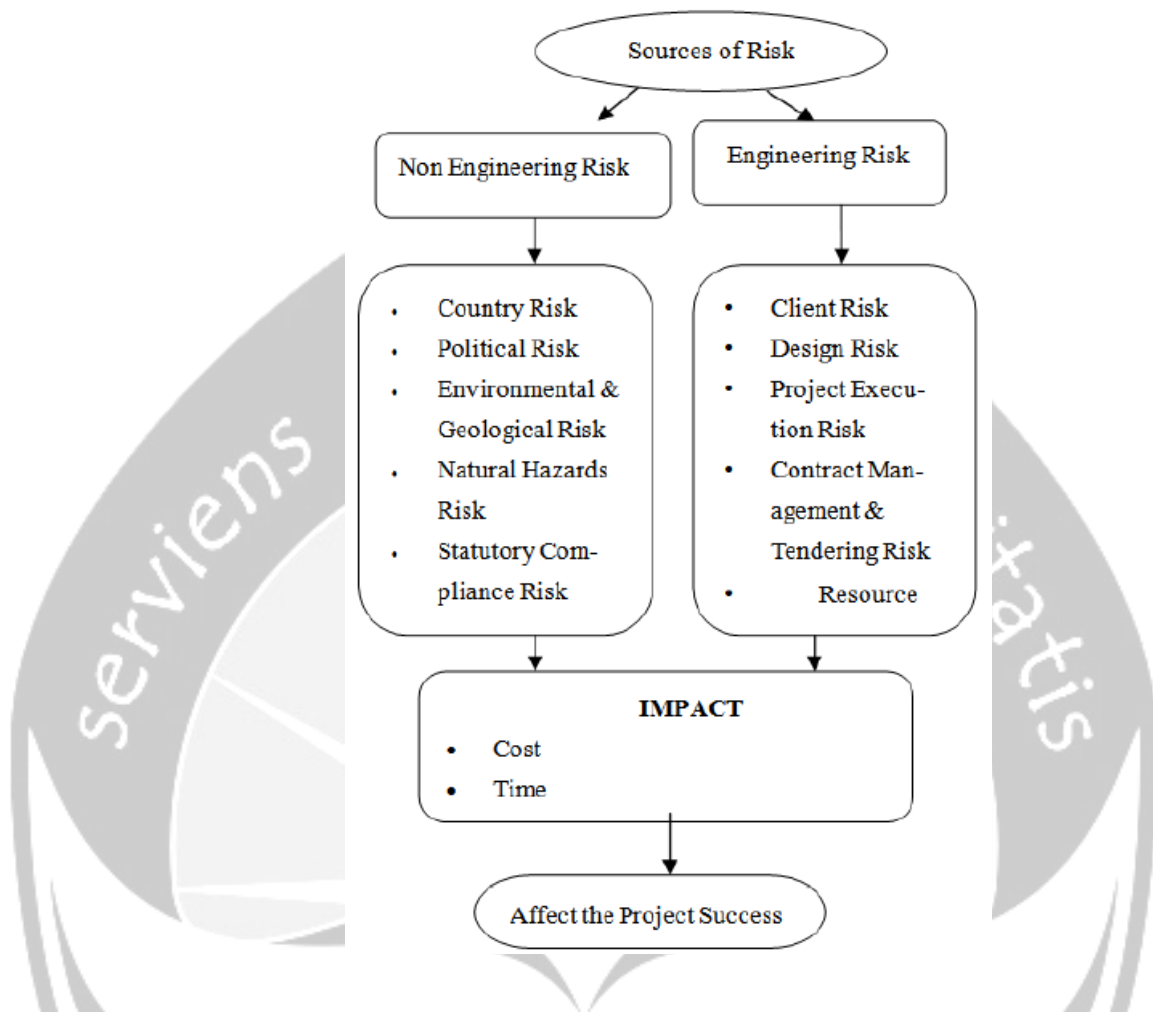 Sources of Risk
Non Engineering Risk
Engineering Risk
• Country Risk
• Political Risk
• Environmental &
Geological Risk
• Natural Hazards
Risk
• Statutory Com-
pliance Risk
• Client Risk
• Design Risk
• Project Execu-
tion Risk
• Contract Man-
agement &
Tendering Risk
• Resource
IMPACT
• Cost
• Time
Affect the Project Success
serviens
itatis